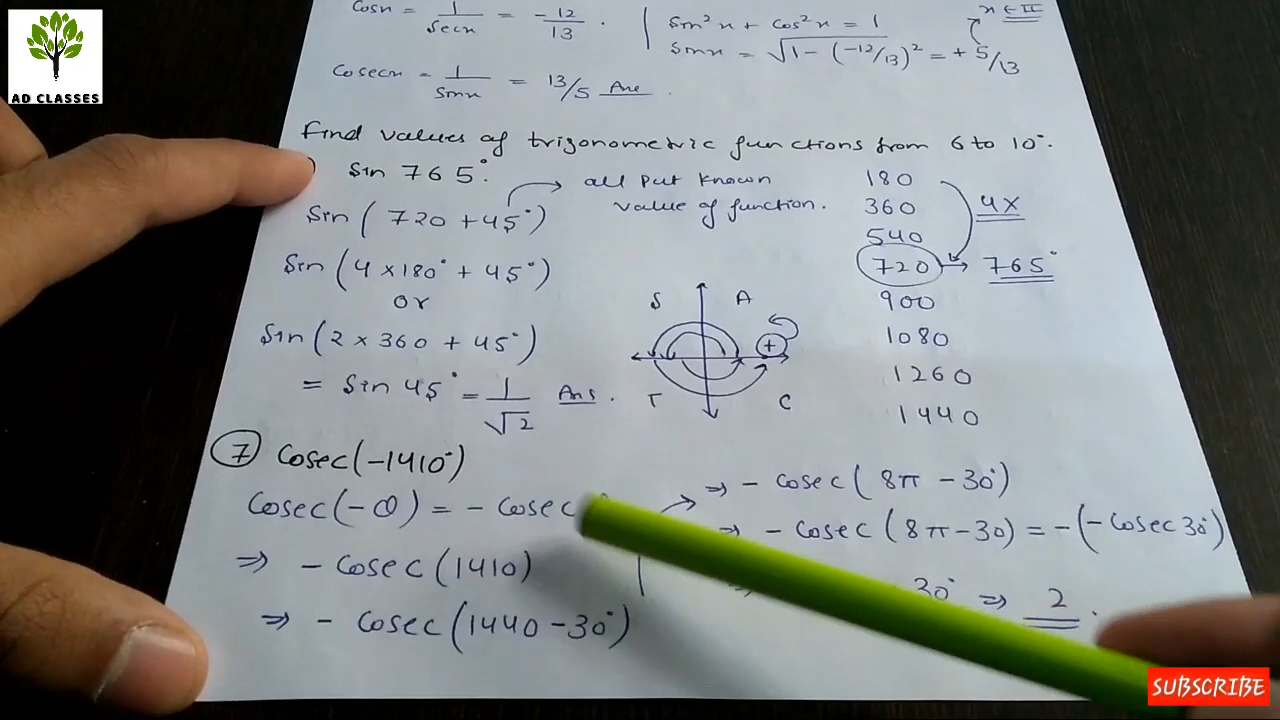 AD CLASSES
Cosx = 1/secx = -12/13 .
Cosecx = 1/sinx = 13/5 Ans .
sin²x + cos²x = 1
sinx = √1 - (-12/13)² = + 5/13
x ∈ II
Find values of trigonometric functions from 6 to 10°.
) Sin 765°.
Sin ( 720 + 45° )
Sin ( 4 × 180° + 45° )
or
Sin ( 2 × 360 + 45° )
= Sin 45° = 1/√2 Ans .
all Put Known
value of function.
180
360
540
720 → 765°
900
1080
1260
1440
4X
S A
+
T C
7 Cosec(-1410°)
Cosec(-θ) = - Cosec
⇒ - Cosec(1410)
⇒ - Cosec(1440 - 30°)
⇒ - Cosec ( 8π - 30° )
⇒ - Cosec ( 8π - 30 ) = - ( - Cosec 30° )
30° ⇒ 2 .
SUBSCRIBE